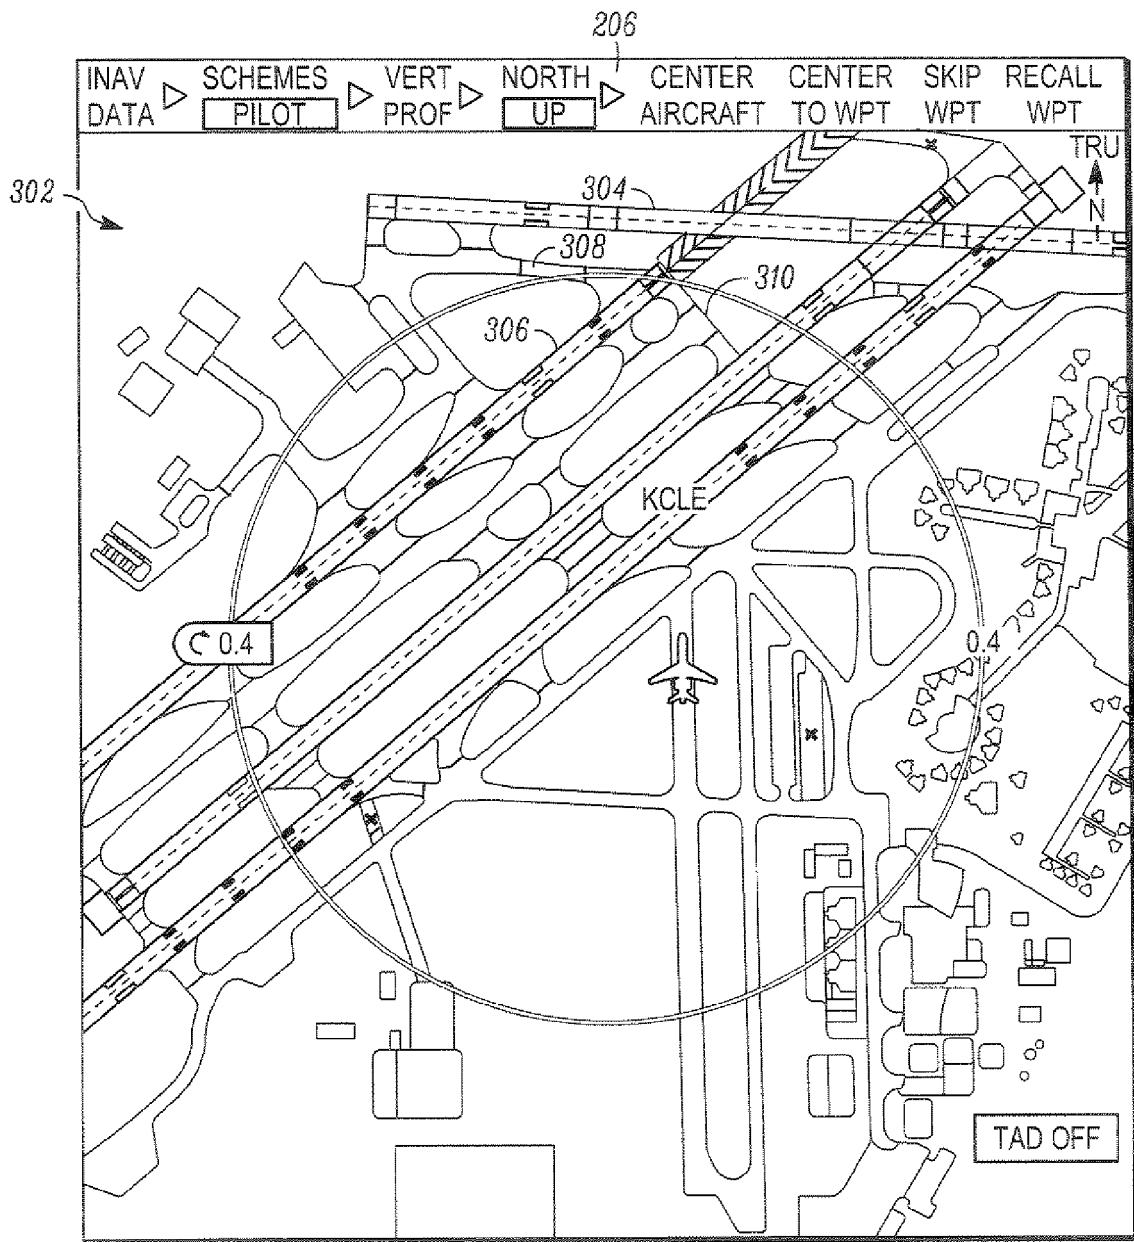 206
INAV DATA
SCHEMES PILOT
VERT PROF
NORTH UP
CENTER AIRCRAFT
CENTER TO WPT
SKIP WPT
RECALL WPT
TRU
N
302
304
308
310
306
KCLE
0.4
0.4
TAD OFF